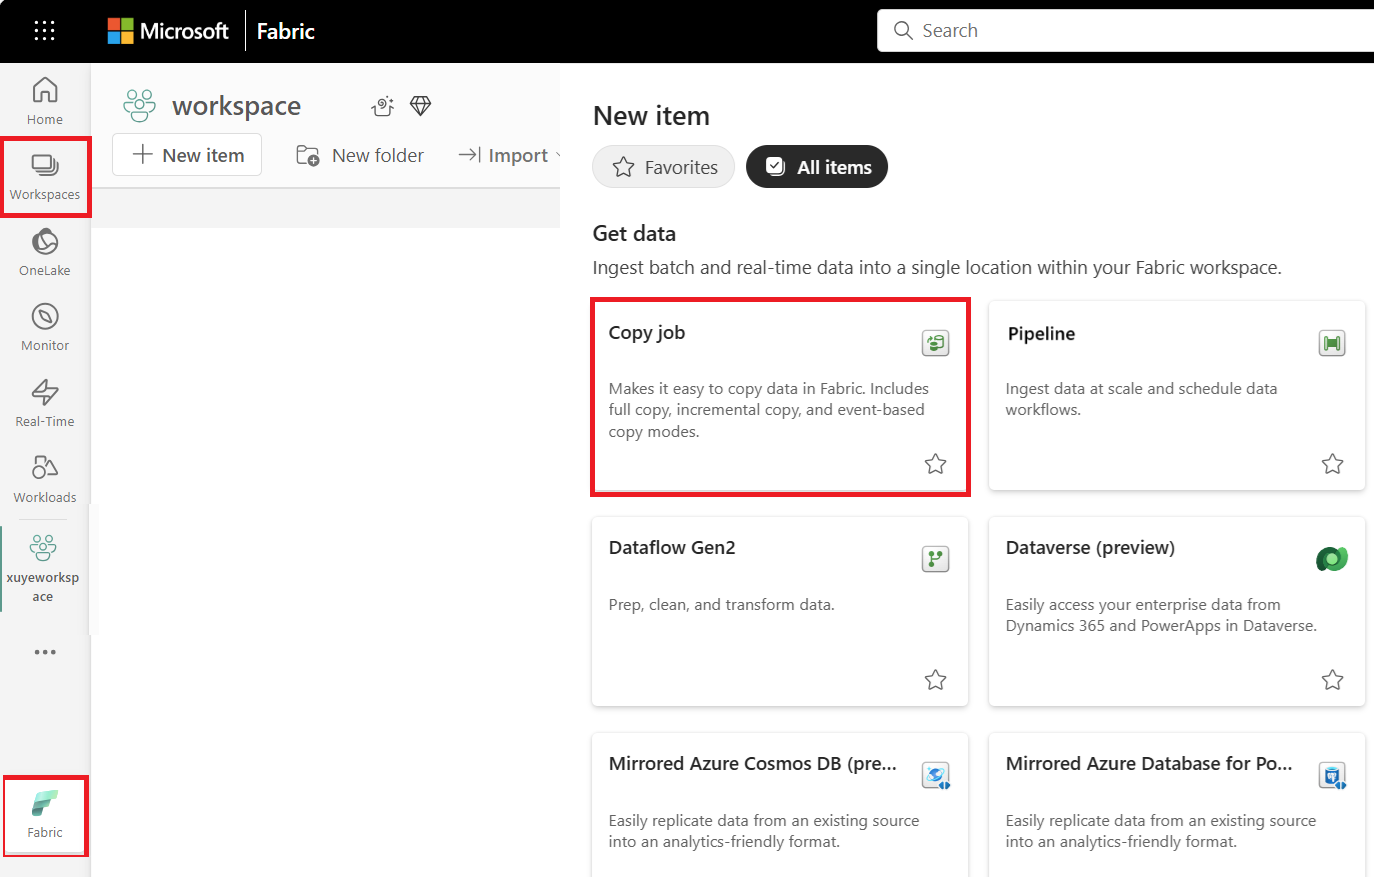 Microsoft Fabric Search
Home
Workspaces
OneLake
Monitor
Real-Time
Workloads
xuyeworksp
ace
Fabric
workspace
New item New folder Import
New item
Favorites All items
Get data
Ingest batch and real-time data into a single location within your Fabric workspace.
Copy job
Makes it easy to copy data in Fabric. Includes
full copy, incremental copy, and event-based
copy modes.
Pipeline
Ingest data at scale and schedule data
workflows.
Dataflow Gen2
Prep, clean, and transform data.
Dataverse (preview)
Easily access your enterprise data from
Dynamics 365 and PowerApps in Dataverse.
Mirrored Azure Cosmos DB (pre...
Easily replicate data from an existing source
into an analytics-friendly format.
Mirrored Azure Database for Po...
Easily replicate data from an existing source
into an analytics-friendly format.